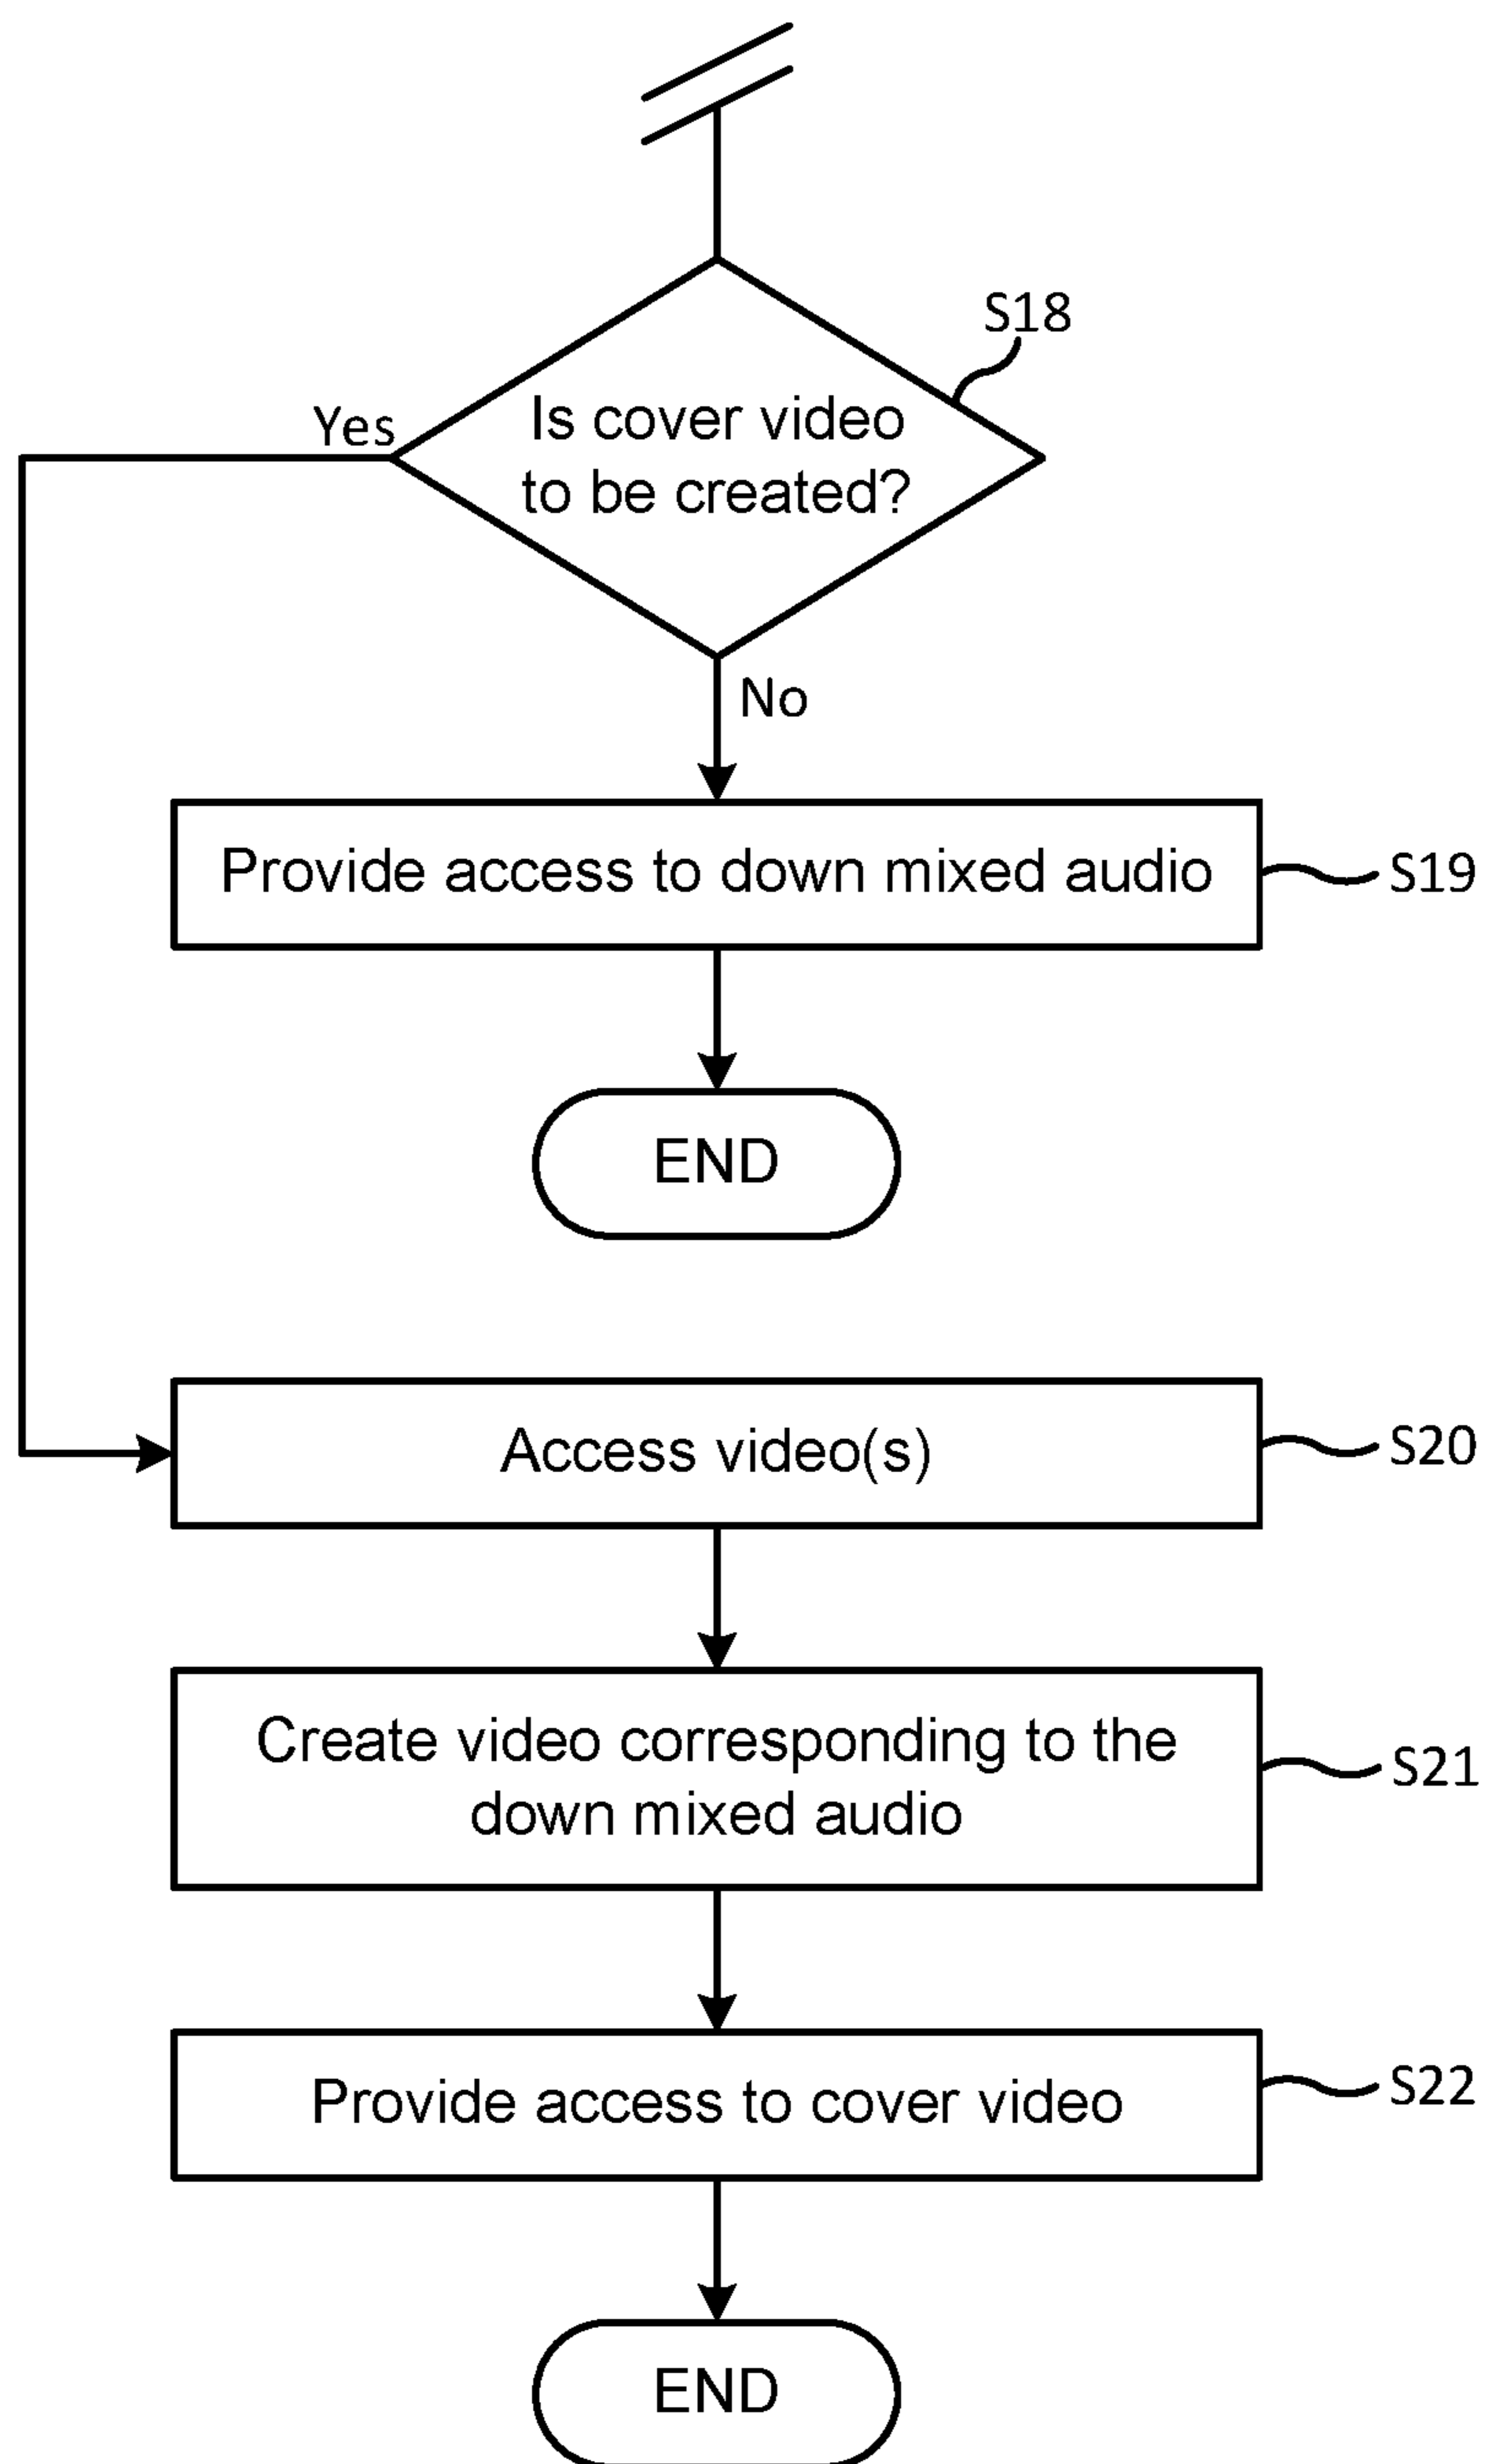 S18
Yes
Is cover video
to be created?
No
Provide access to down mixed audio
S19
END
Access video(s)
S20
Create video corresponding to the
down mixed audio
S21
Provide access to cover video
S22
END